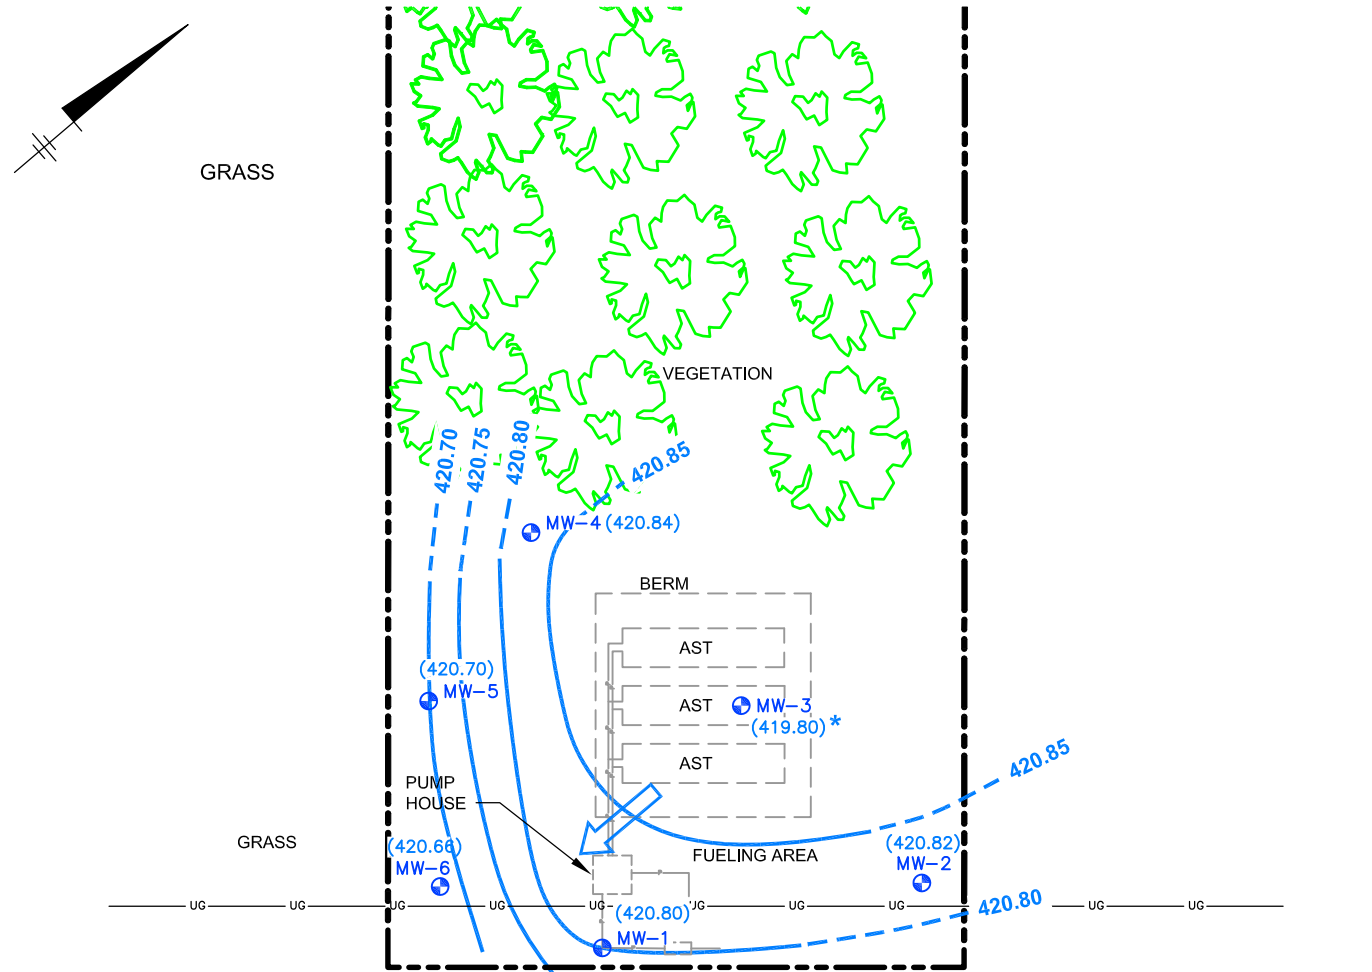 GRASS
VEGETATION
420.70
420.75
420.80
420.85
MW-4 (420.84)
BERM
AST
(420.70)
MW-5
AST
MW-3
(419.80)*
AST
420.85
PUMP
HOUSE
GRASS
(420.66)
MW-6
FUELING AREA
(420.82)
MW-2
UG UG UG UG UG UG UG UG UG UG
420.80
(420.80)
MW-1